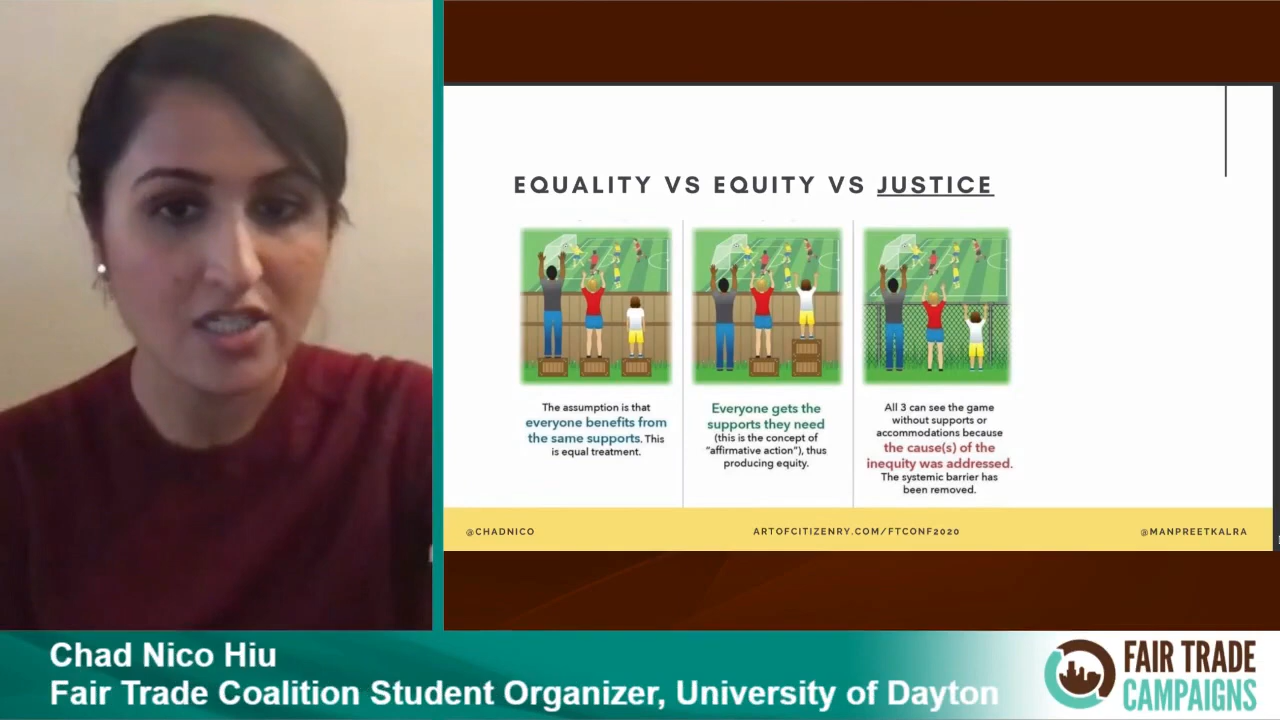 EQUALITY VS EQUITY VS JUSTICE
The assumption is that
everyone benefits from
the same supports. This
is equal treatment.
Everyone gets the
supports they need
(this is the concept of
“affirmative action”), thus
producing equity.
All 3 can see the game
without supports or
accommodations because
the cause(s) of the
inequity was addressed.
The systemic barrier has
been removed.
@CHADNICO
ARTOFCITIZENRY.COM/FTCONF2020
@MANPREETKALRA
Chad Nico Hiu
Fair Trade Coalition Student Organizer, University of Dayton
FAIR TRADE
CAMPAIGNS